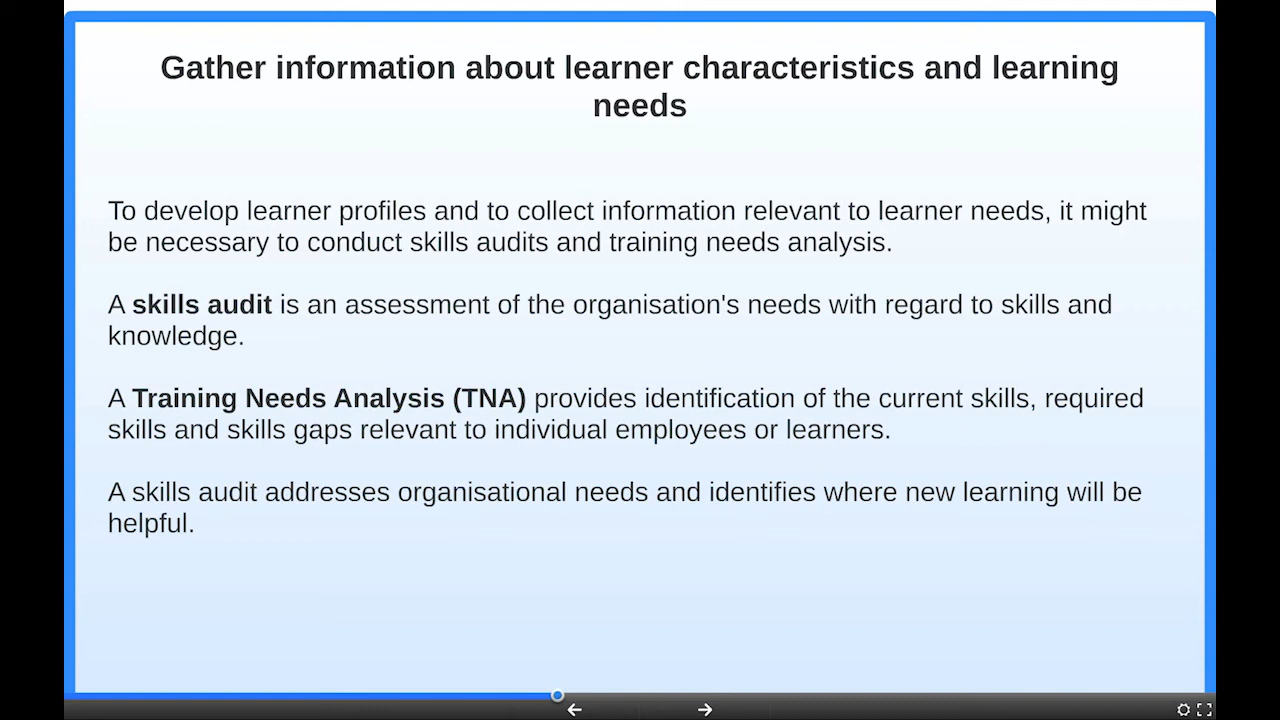 Gather information about learner characteristics and learning
needs
To develop learner profiles and to collect information relevant to learner needs, it might
be necessary to conduct skills audits and training needs analysis.
A skills audit is an assessment of the organisation's needs with regard to skills and
knowledge.
A Training Needs Analysis (TNA) provides identification of the current skills, required
skills and skills gaps relevant to individual employees or learners.
A skills audit addresses organisational needs and identifies where new learning will be
helpful.